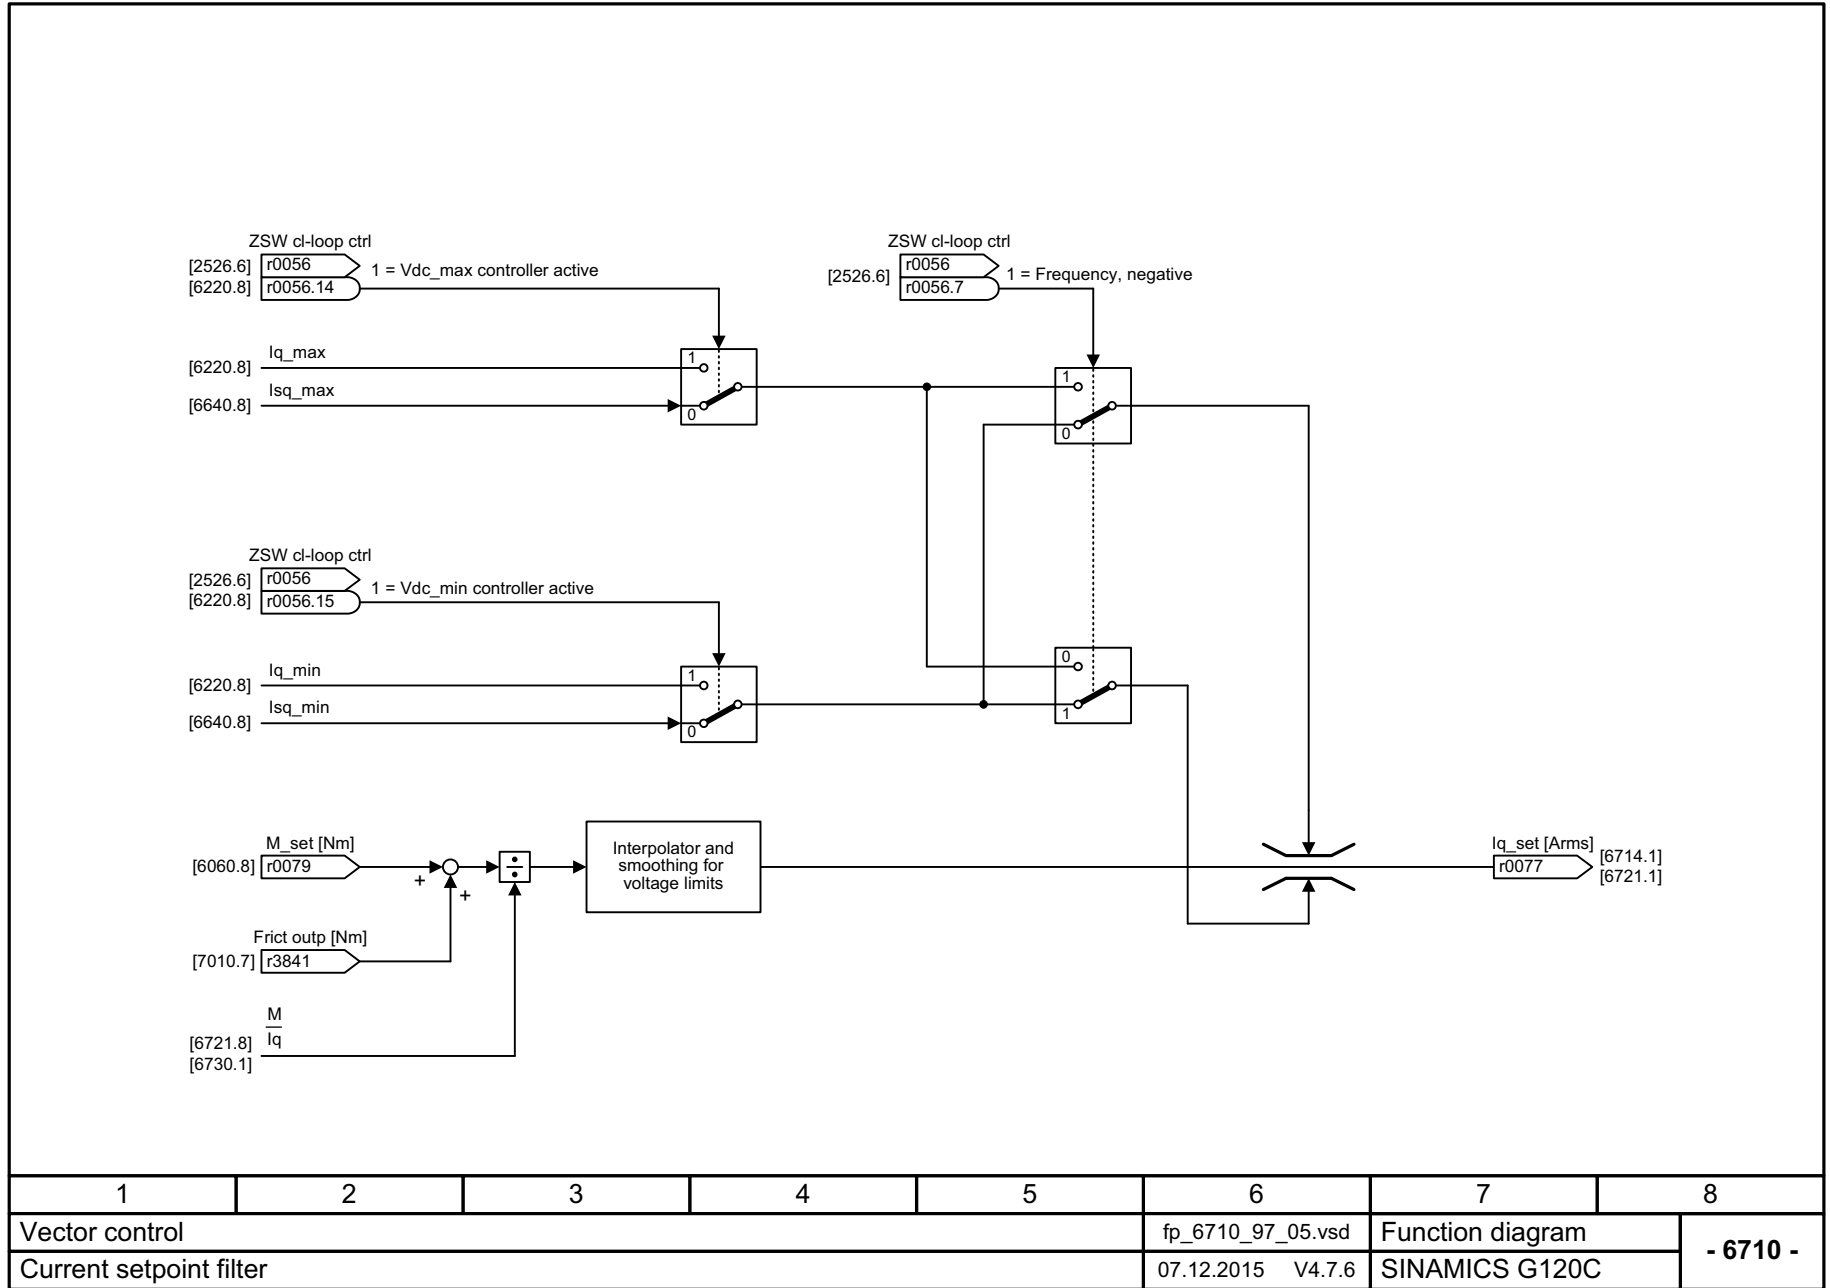 ZSW cl-loop ctrl
[2526.6] r0056
1 = Vdc_max controller active
[6220.8] r0056.14
ZSW cl-loop ctrl
r0056
[2526.6]
1 = Frequency, negative
r0056.7
Iq_max
[6220.8]
1
Isq_max
[6640.8]
0
1
0
ZSW cl-loop ctrl
[2526.6] r0056
1 = Vdc_min controller active
[6220.8] r0056.15
Iq_min
[6220.8]
1
Isq_min
[6640.8]
0
0
1
M_set [Nm]
[6060.8] r0079
+
+
÷
Interpolator and
smoothing for
voltage limits
Iq_set [Arms]
r0077
[6714.1]
[6721.1]
Frict outp [Nm]
[7010.7] r3841
M
Iq
[6721.8]
[6730.1]
1 2 3 4 5 6 7 8
Vector control
fp_6710_97_05.vsd
Function diagram
- 6710 -
Current setpoint filter
07.12.2015 V4.7.6
SINAMICS G120C